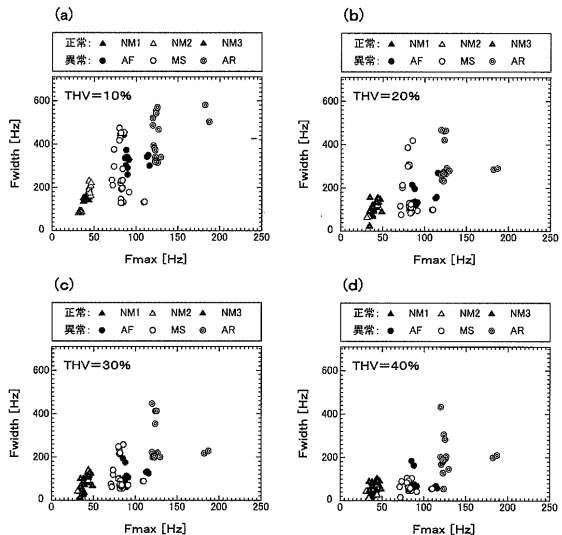 (a)
正常: ▲ NM1 △ NM2 ▲ NM3
異常: ● AF ○ MS ◎ AR
THV=10%
Fwidth [Hz]
600
400
200
0
0 50 100 150 200 250
Fmax [Hz]
(b)
正常: ▲ NM1 △ NM2 ▲ NM3
異常: ● AF ○ MS ◎ AR
THV=20%
Fwidth [Hz]
600
400
200
0
0 50 100 150 200 250
Fmax [Hz]
(c)
正常: ▲ NM1 △ NM2 ▲ NM3
異常: ● AF ○ MS ◎ AR
THV=30%
Fwidth [Hz]
600
400
200
0
0 50 100 150 200 250
Fmax [Hz]
(d)
正常: ▲ NM1 △ NM2 ▲ NM3
異常: ● AF ○ MS ◎ AR
THV=40%
Fwidth [Hz]
600
400
200
0
0 50 100 150 200 250
Fmax [Hz]